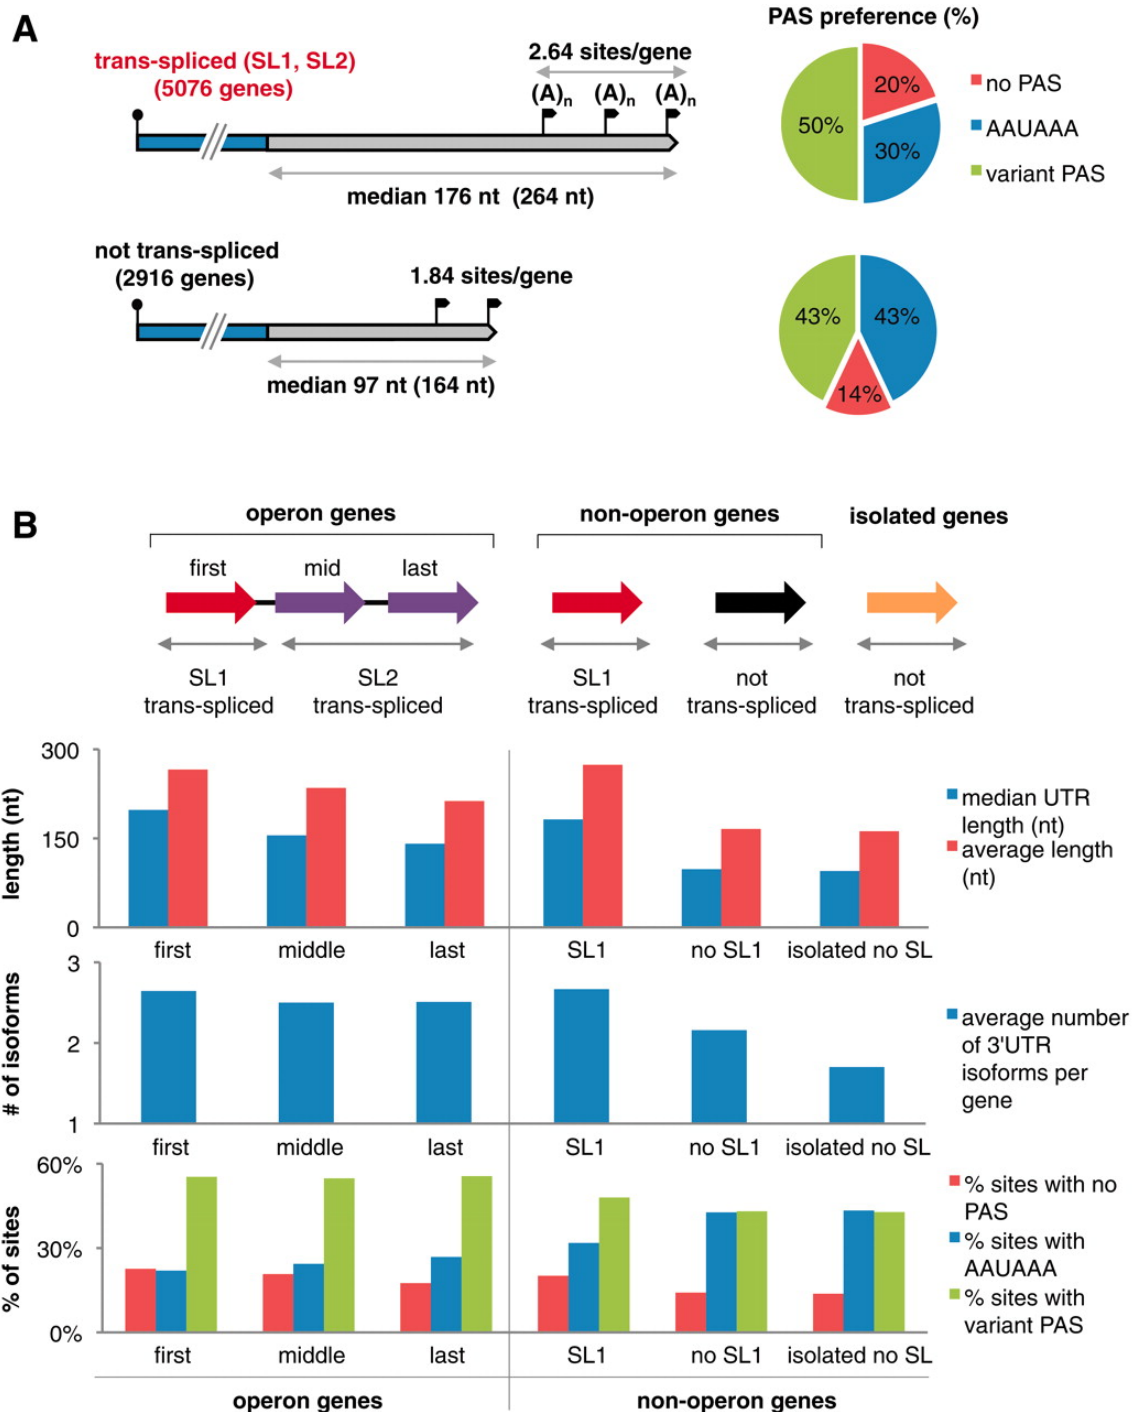 A
PAS preference (%)
trans-spliced (SL1, SL2)
(5076 genes)
2.64 sites/gene
(A)n (A)n (A)n
median 176 nt (264 nt)
20%
50%
30%
no PAS
AAUAAA
variant PAS
not trans-spliced
(2916 genes)
1.84 sites/gene
median 97 nt (164 nt)
43%
43%
14%
B
operon genes
non-operon genes
isolated genes
first mid last
SL1
trans-spliced
SL2
trans-spliced
SL1
trans-spliced
not
trans-spliced
not
trans-spliced
length (nt)
300
150
0
first middle last SL1 no SL1 isolated no SL
median UTR
length (nt)
average length
(nt)
# of isoforms
3
2
1
first middle last SL1 no SL1 isolated no SL
average number
of 3'UTR
isoforms per
gene
% of sites
60%
30%
0%
first middle last SL1 no SL1 isolated no SL
% sites with no
PAS
% sites with
AAUAAA
% sites with
variant PAS
operon genes
non-operon genes